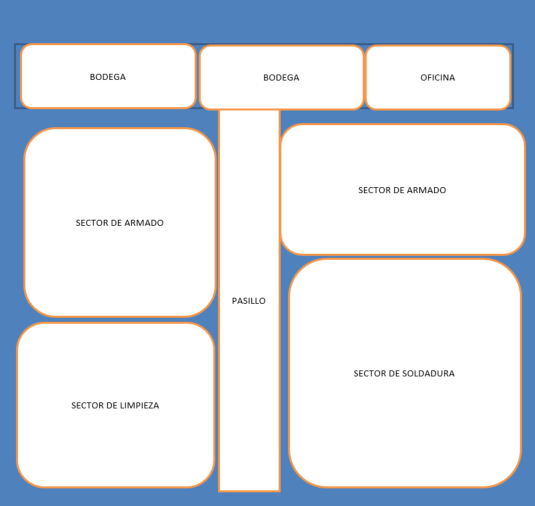 BODEGA
BODEGA
OFICINA
SECTOR DE ARMADO
SECTOR DE ARMADO
PASILLO
SECTOR DE SOLDADURA
SECTOR DE LIMPIEZA